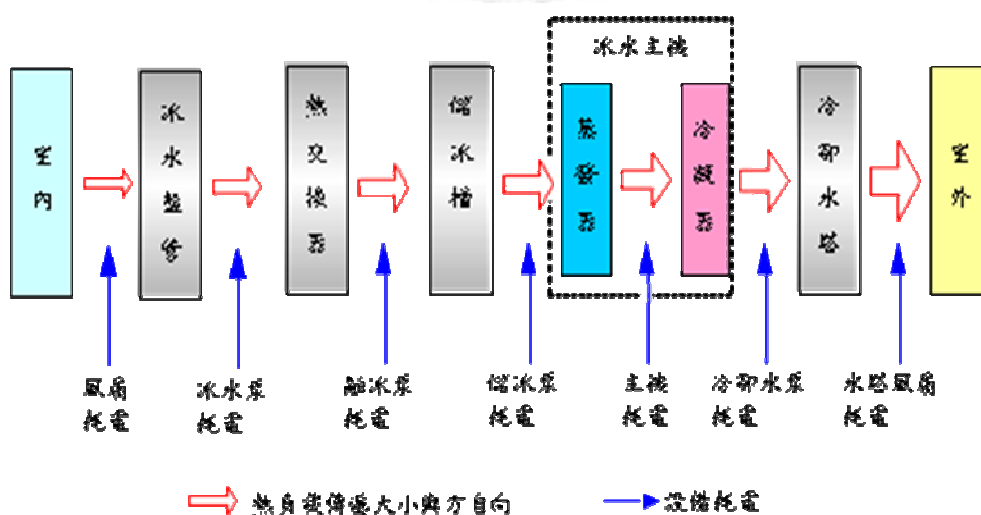 冰水主機
室內
冰水盤管
熱交換器
儲冰槽
蒸發器
冷凝器
冷卻水塔
室外
風扇
耗電
冰水泵
耗電
融冰泵
耗電
儲冰泵
耗電
主機
耗電
冷卻水泵
耗電
水塔風扇
耗電
熱身能傳遞大小與方自向
設備耗電